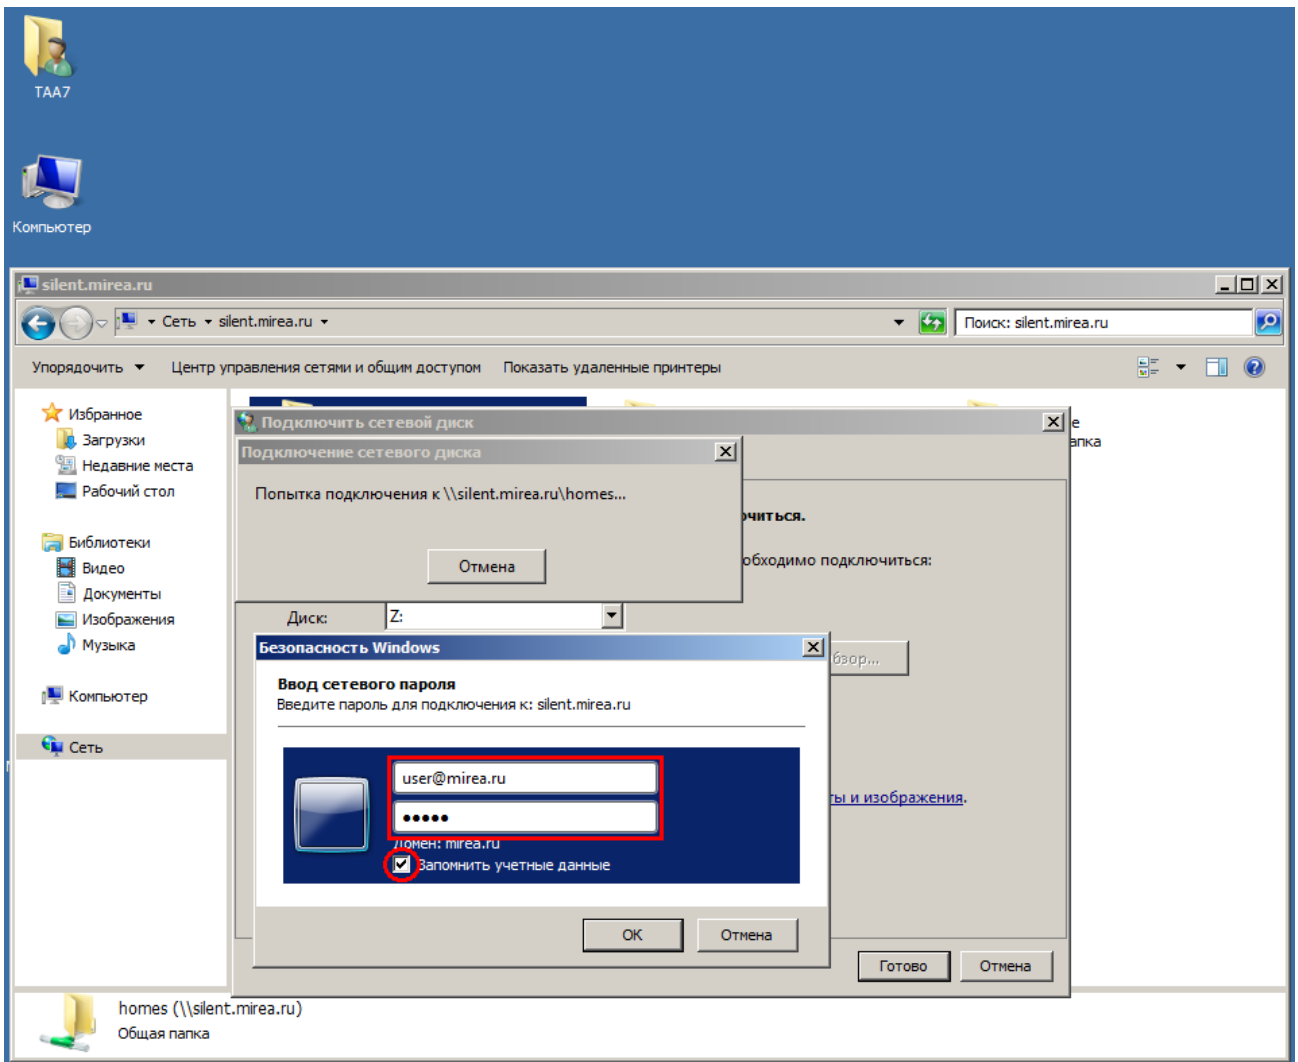 TAA7
Компьютер
silent.mirea.ru
Сеть silent.mirea.ru
Поиск: silent.mirea.ru
Упорядочить Центр управления сетями и общим доступом Показать удаленные принтеры
Избранное
Загрузки
Недавние места
Рабочий стол
Библиотеки
Видео
Документы
Изображения
Музыка
Компьютер
Сеть
Подключить сетевой диск
Подключение сетевого диска
Попытка подключения к \\silent.mirea.ru\homes...
Отмена
Диск: Z:
Безопасность Windows
Ввод сетевого пароля
Введите пароль для подключения к: silent.mirea.ru
user@mirea.ru
•••••
Домен: mirea.ru
Запомнить учетные данные
OK Отмена
подключиться:
ы и изображения.
Готово Отмена
homes (\\silent.mirea.ru)
Общая папка